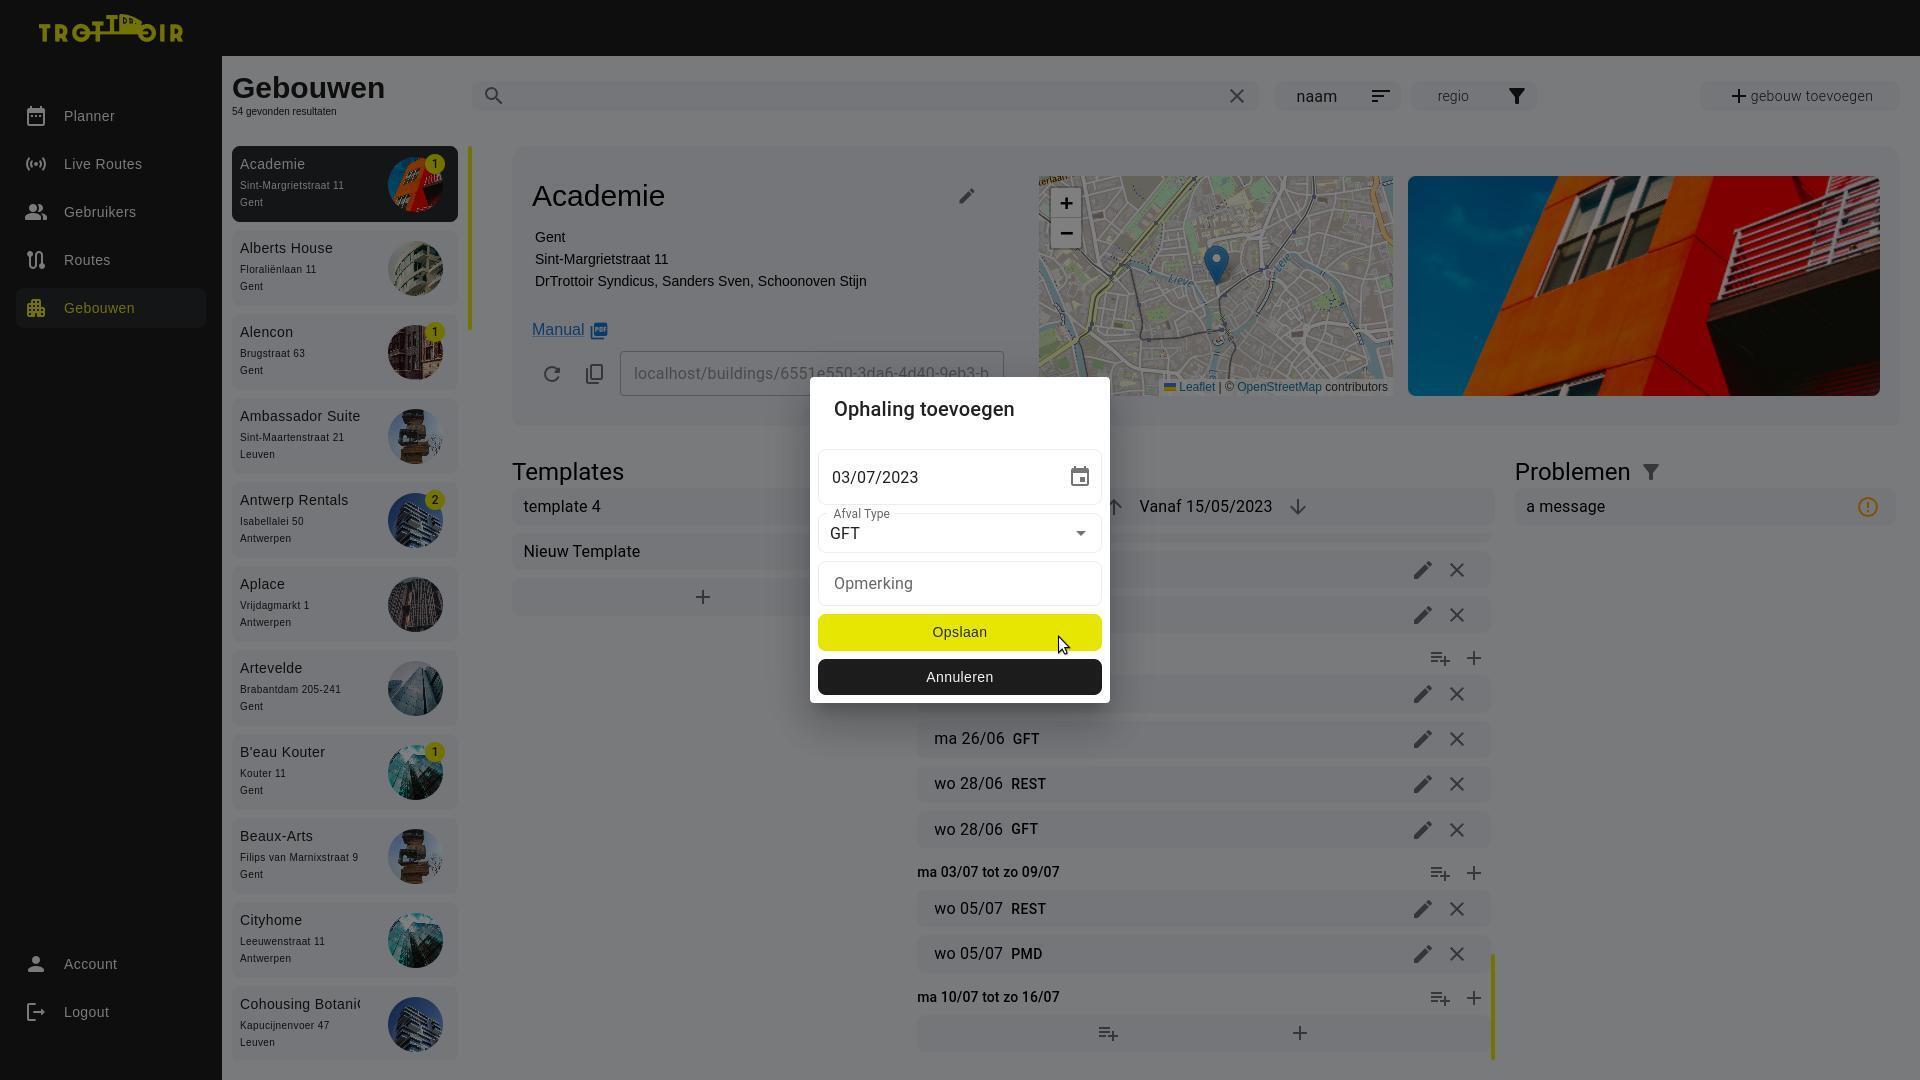 TROTTOIR
DR.
Planner
Live Routes
Gebruikers
Routes
Gebouwen
Account
Logout
Gebouwen
54 gevonden resultaten
naam
regio
gebouw toevoegen
Academie
Sint-Margrietstraat 11
Gent
1
Alberts House
Floraliënlaan 11
Gent
Alencon
Brugstraat 63
Gent
1
Ambassador Suite
Sint-Maartenstraat 21
Leuven
Antwerp Rentals
Isabellalei 50
Antwerpen
2
Aplace
Vrijdagmarkt 1
Antwerpen
Artevelde
Brabantdam 205-241
Gent
B'eau Kouter
Kouter 11
Gent
1
Beaux-Arts
Filips van Marnixstraat 9
Gent
Cityhome
Leeuwenstraat 11
Antwerpen
Cohousing Botani
Kapucijnenvoer 47
Leuven
Academie
Gent
Sint-Margrietstraat 11
DrTrottoir Syndicus, Sanders Sven, Schoonoven Stijn
Manual
PDF
localhost/buildings/6551e550-3da6-4d40-9eb3-b
+
−
Lieve
Leie
Leaflet | © OpenStreetMap contributors
Templates
template 4
Nieuw Template
Vanaf 15/05/2023
ma 26/06 GFT
wo 28/06 REST
wo 28/06 GFT
ma 03/07 tot zo 09/07
wo 05/07 REST
wo 05/07 PMD
ma 10/07 tot zo 16/07
Problemen
a message
Ophaling toevoegen
03/07/2023
Afval Type
GFT
Opmerking
Opslaan
Annuleren